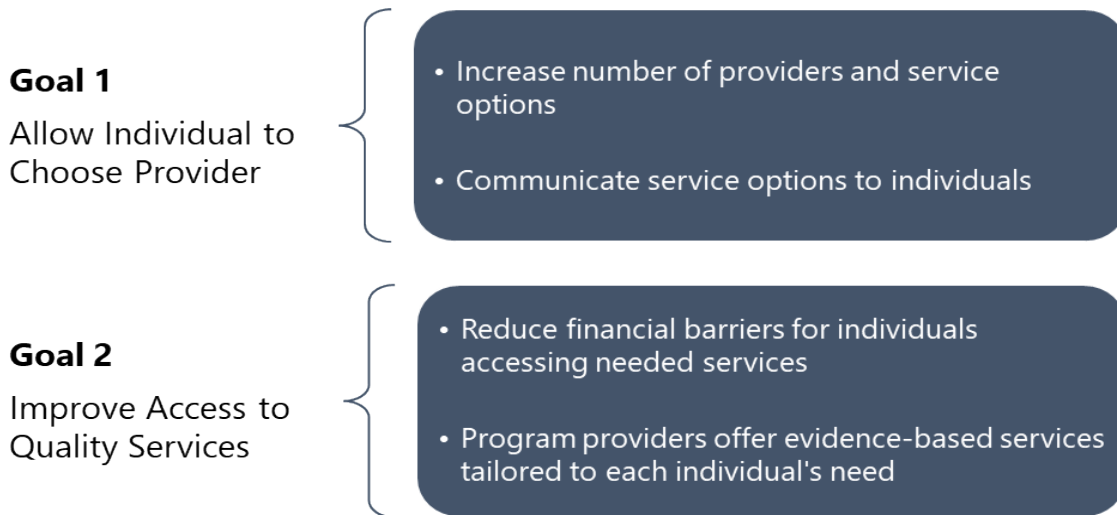 Goal 1
Allow Individual to
Choose Provider
• Increase number of providers and service
options
• Communicate service options to individuals
Goal 2
Improve Access to
Quality Services
• Reduce financial barriers for individuals
accessing needed services
• Program providers offer evidence-based services
tailored to each individual's need